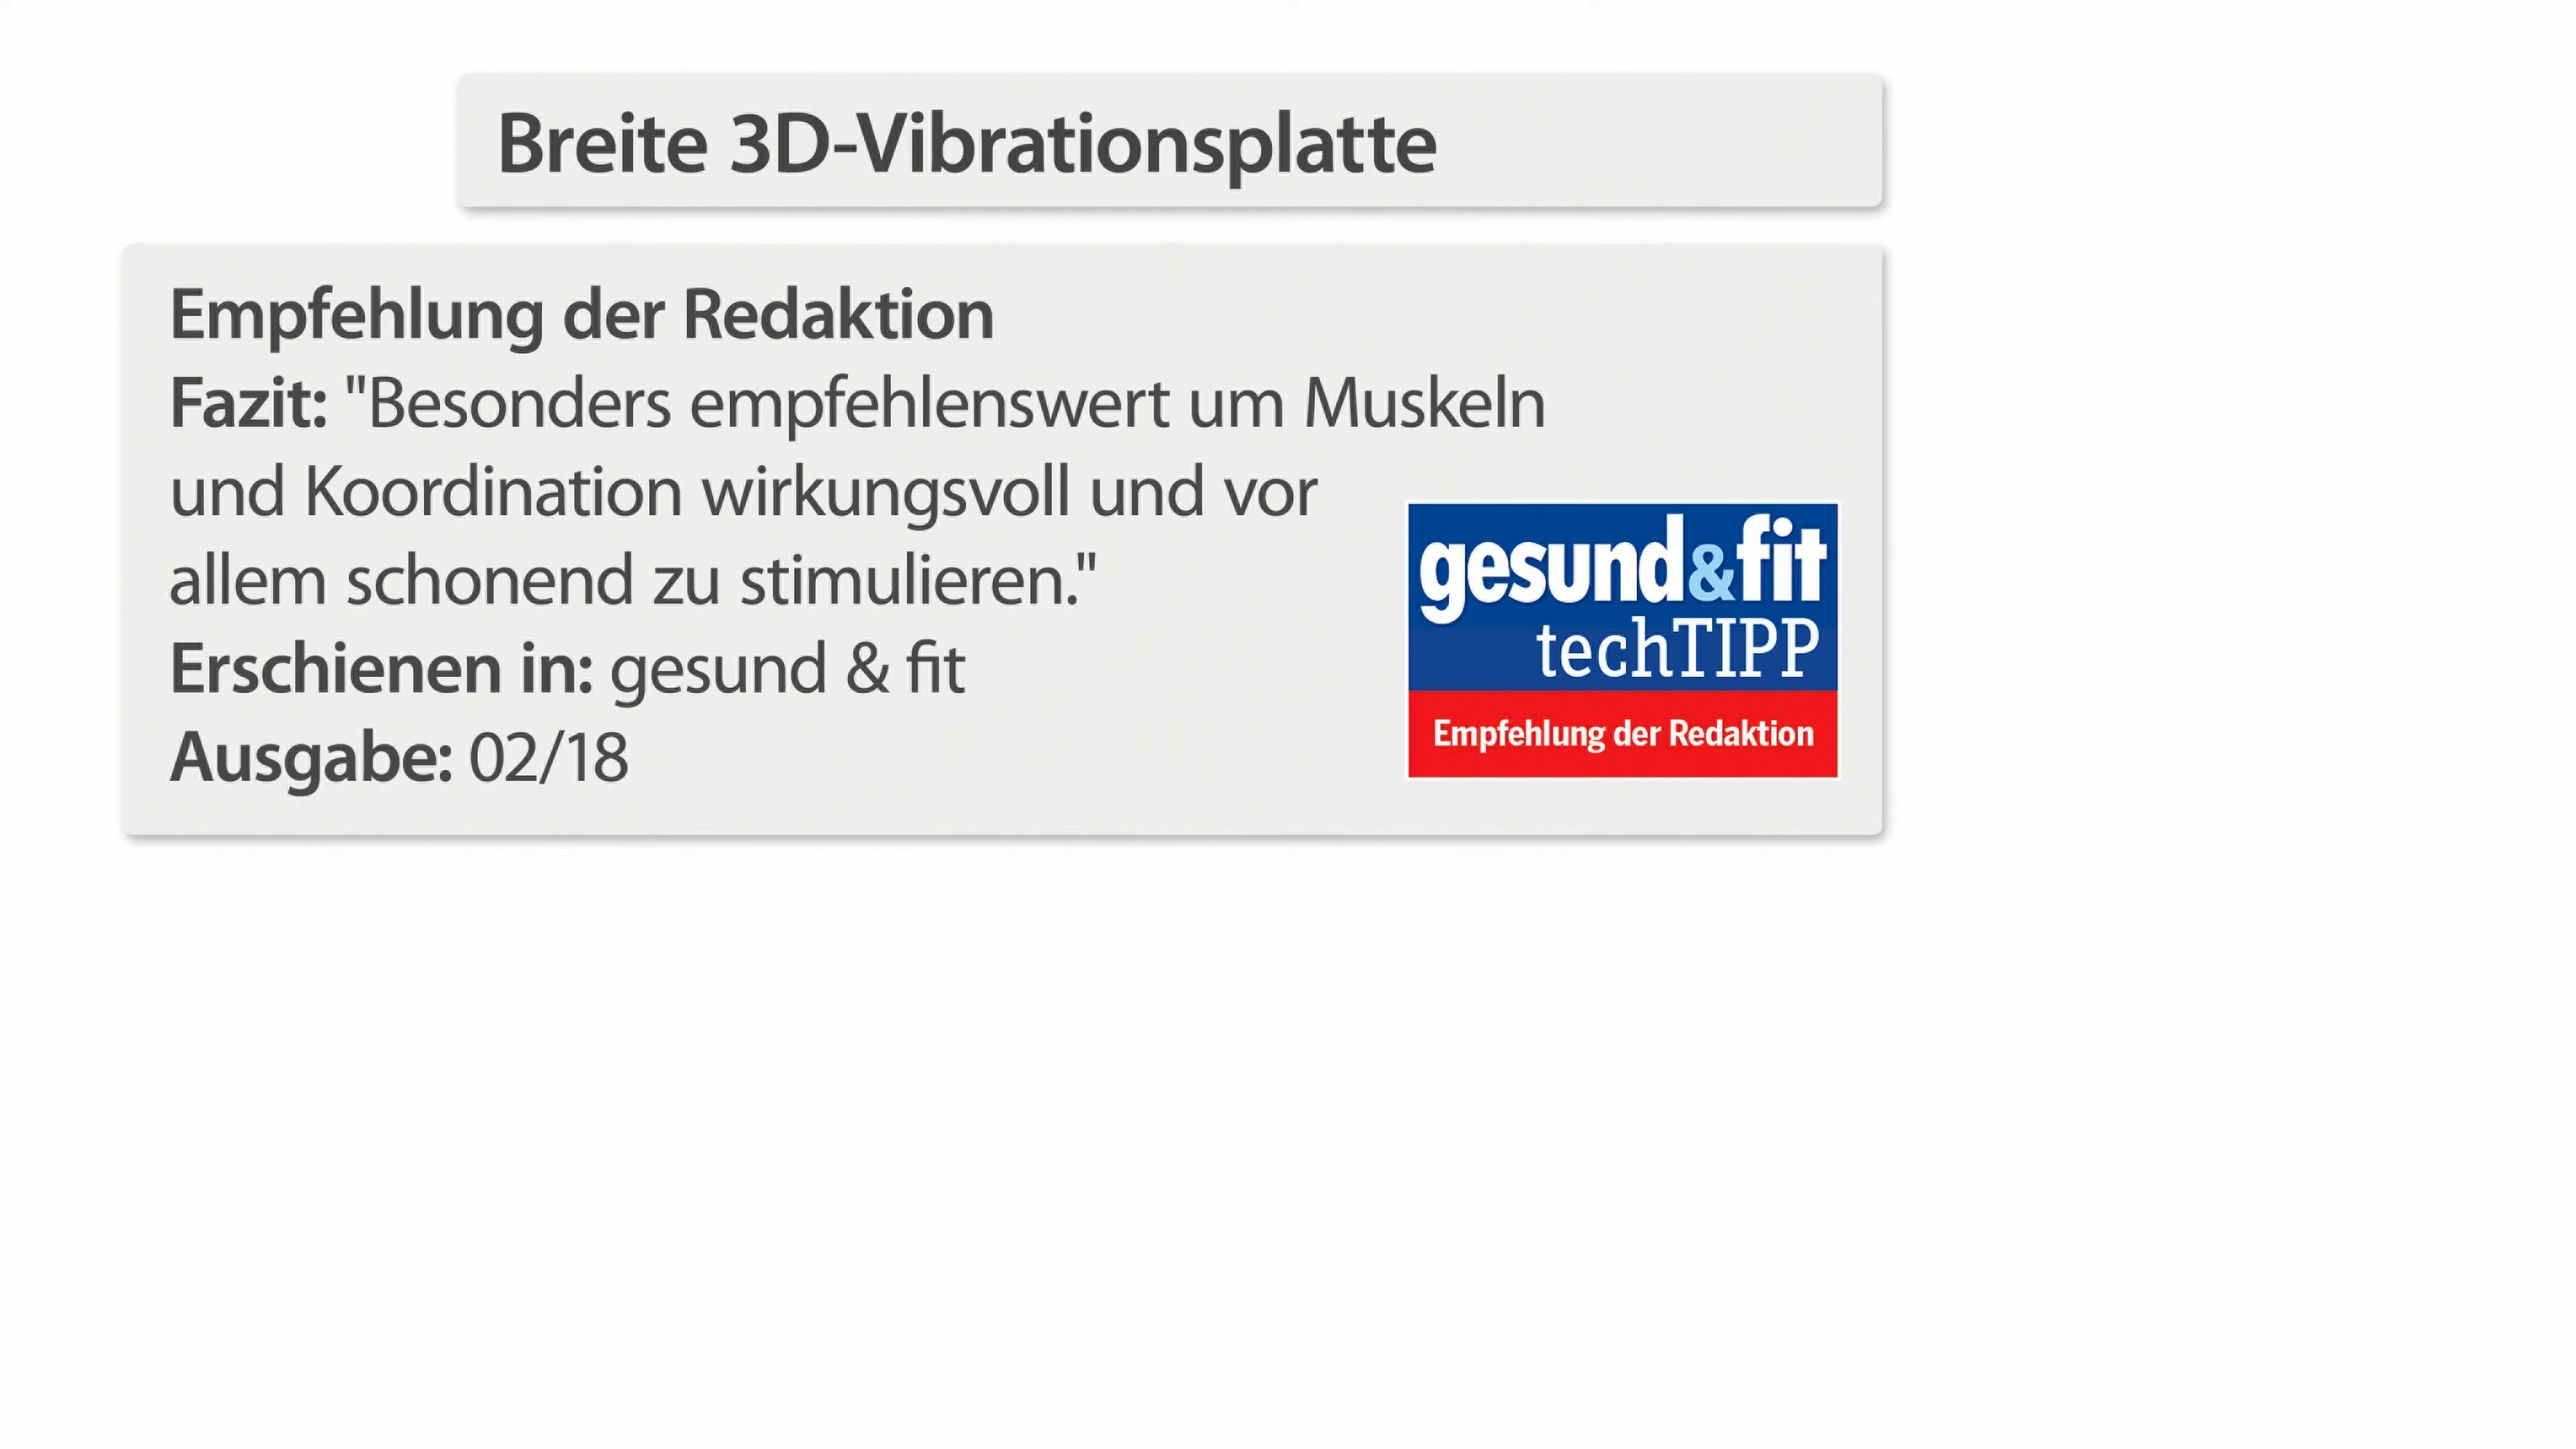 Breite 3D-Vibrationsplatte
Empfehlung der Redaktion
Fazit: "Besonders empfehlenswert um Muskeln
und Koordination wirkungsvoll und vor
allem schonend zu stimulieren."
Erschienen in: gesund & fit
Ausgabe: 02/18
gesund&fit
techTIPP
Empfehlung der Redaktion